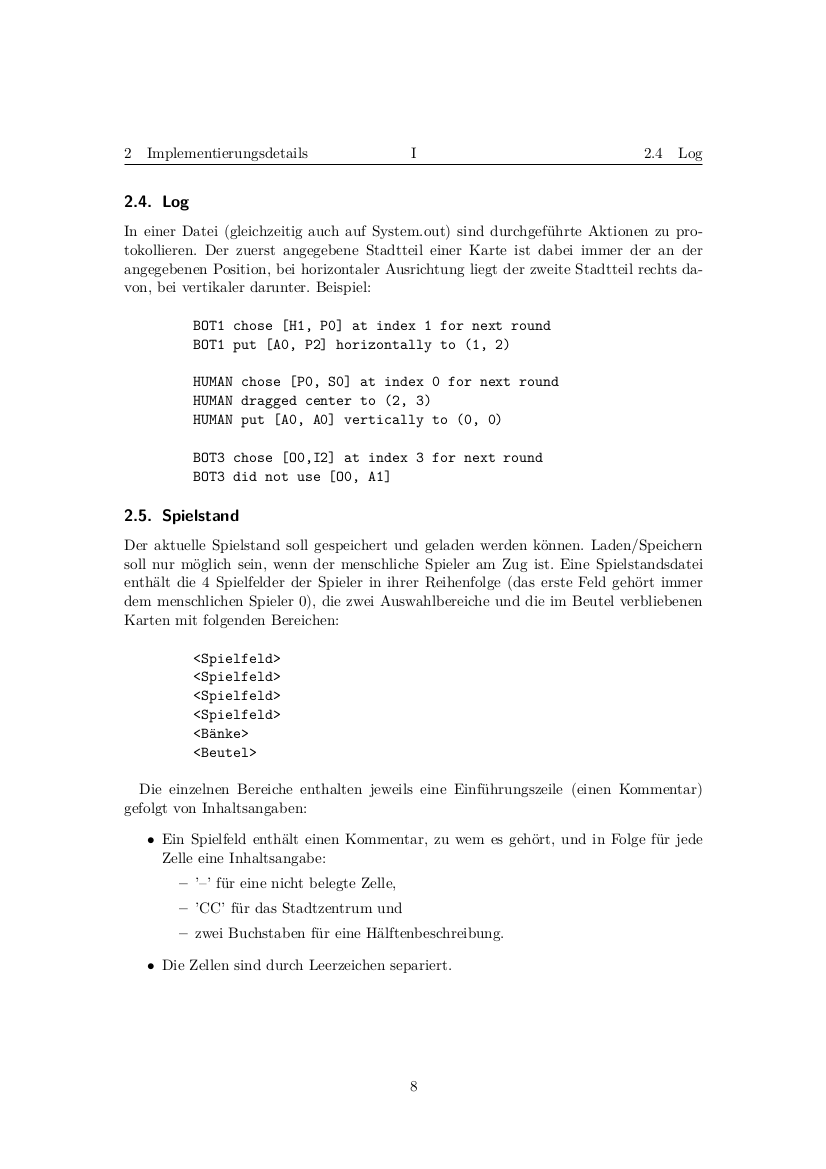 2 Implementierungsdetails I 2.4 Log
2.4. Log
In einer Datei (gleichzeitig auch auf System.out) sind durchgeführte Aktionen zu pro-
tokollieren. Der zuerst angegebene Stadtteil einer Karte ist dabei immer der an der
angegebenen Position, bei horizontaler Ausrichtung liegt der zweite Stadtteil rechts da-
von, bei vertikaler darunter. Beispiel:
BOT1 chose [H1, P0] at index 1 for next round
BOT1 put [A0, P2] horizontally to (1, 2)
HUMAN chose [P0, S0] at index 0 for next round
HUMAN dragged center to (2, 3)
HUMAN put [A0, A0] vertically to (0, 0)
BOT3 chose [O0,I2] at index 3 for next round
BOT3 did not use [O0, A1]
2.5. Spielstand
Der aktuelle Spielstand soll gespeichert und geladen werden können. Laden/Speichern
soll nur möglich sein, wenn der menschliche Spieler am Zug ist. Eine Spielstandsdatei
enthält die 4 Spielfelder der Spieler in ihrer Reihenfolge (das erste Feld gehört immer
dem menschlichen Spieler 0), die zwei Auswahlbereiche und die im Beutel verbliebenen
Karten mit folgenden Bereichen:
<Spielfeld>
<Spielfeld>
<Spielfeld>
<Spielfeld>
<Bänke>
<Beutel>
Die einzelnen Bereiche enthalten jeweils eine Einführungszeile (einen Kommentar)
gefolgt von Inhaltsangaben:
• Ein Spielfeld enthält einen Kommentar, zu wem es gehört, und in Folge für jede
Zelle eine Inhaltsangabe:
– ’–’ für eine nicht belegte Zelle,
– ’CC’ für das Stadtzentrum und
– zwei Buchstaben für eine Hälftenbeschreibung.
• Die Zellen sind durch Leerzeichen separiert.
8